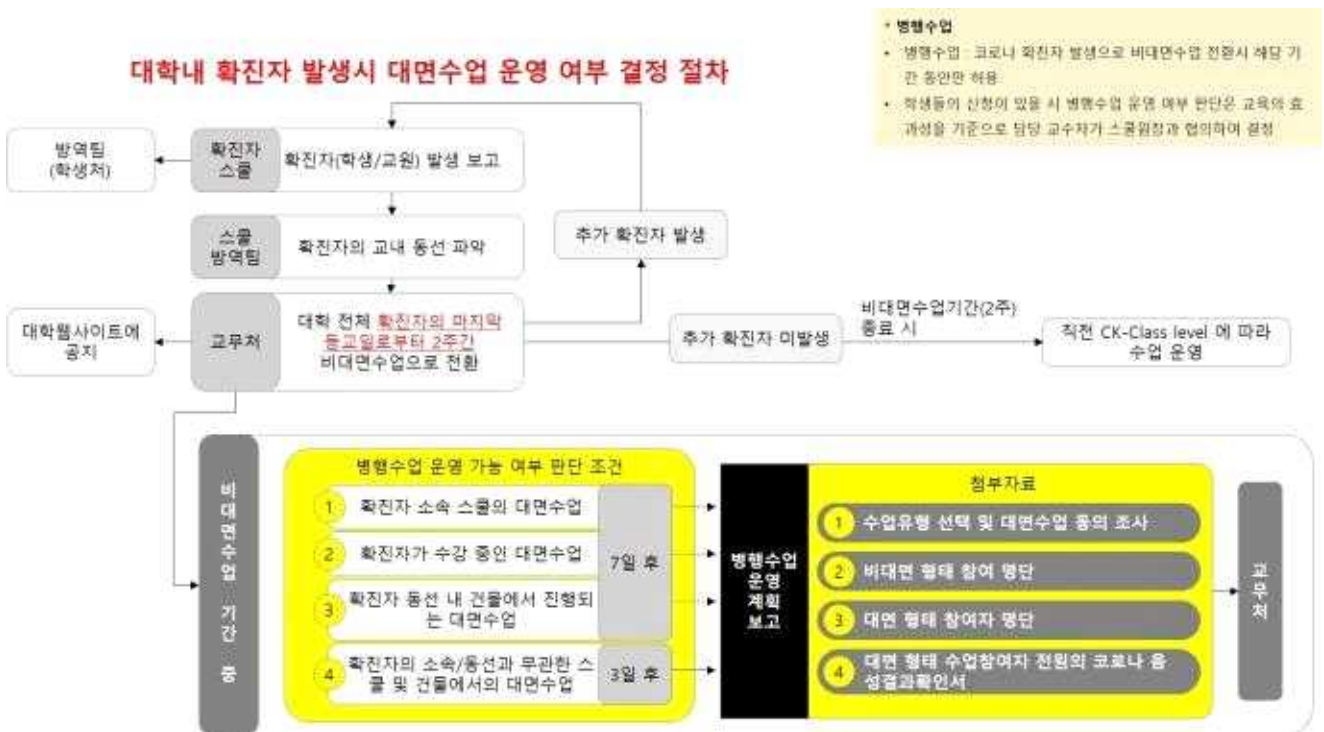 • 병행수업
• 병행수업 : 코로나 확진자 발생으로 비대면수업 전환시 해당 기
간 동안만 허용
• 학생들의 신청이 있을 시 병행수업 운영 여부 판단은 교육의 효
과성을 기준으로 담당 교수자가 스쿨원장과 협의하여 결정
대학내 확진자 발생시 대면수업 운영 여부 결정 절차
방역팀
(학생처)
확진자
스쿨
확진자(학생/교원) 발생 보고
스쿨
방역팀
확진자의 교내 동선 파악
추가 확진자 발생
대학웹사이트에
공지
교무처
대학 전체 확진자의 마지막
등교일로부터 2주간
비대면수업으로 전환
추가 확진자 미발생
비대면수업기간(2주)
종료 시
직전 CK-Class level 에 따라
수업 운영
비대면수업 기간 중
병행수업 운영 가능 여부 판단 조건
1 확진자 소속 스쿨의 대면수업
2 확진자가 수강 중인 대면수업
3 확진자 동선 내 건물에서 진행되
는 대면수업
7일 후
4 확진자의 소속/동선과 무관한 스
쿨 및 건물에서의 대면수업
3일 후
병행수업
운영
계획
보고
첨부자료
1 수업유형 선택 및 대면수업 동의 조사
2 비대면 형태 참여 명단
3 대면 형태 참여자 명단
4 대면 형태 수업참여자 전원의 코로나 음
성결과확인서
교무처